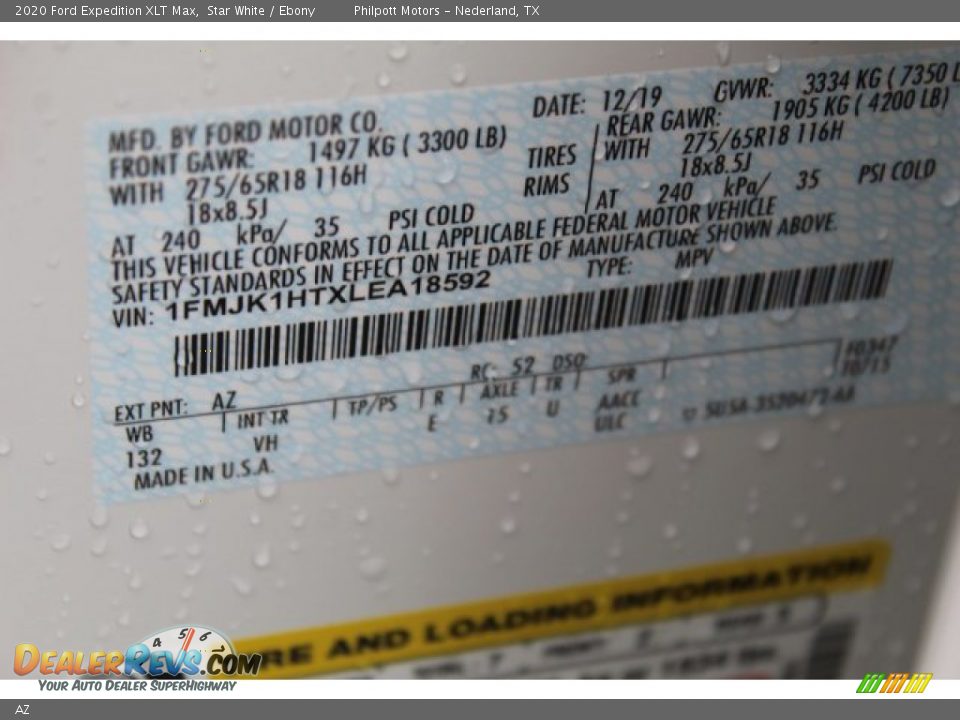 2020 Ford Expedition XLT Max, Star White / Ebony Philpott Motors - Nederland, TX
MFD. BY FORD MOTOR CO. DATE: 12/19 GVWR: 3334 KG ( 7350 L
FRONT GAWR: 1497 KG ( 3300 LB) REAR GAWR: 1905 KG ( 4200 LB)
WITH 275/65R18 116H TIRES WITH 275/65R18 116H
18x8.5J RIMS 18x8.5J
AT 240 kPa/ 35 PSI COLD AT 240 kPa/ 35 PSI COLD
THIS VEHICLE CONFORMS TO ALL APPLICABLE FEDERAL MOTOR VEHICLE
SAFETY STANDARDS IN EFFECT ON THE DATE OF MANUFACTURE SHOWN ABOVE.
VIN: 1FMJK1HTXLEA18592 TYPE: MPV
EXT PNT: AZ RC: 52 DSO:
WB INT TR TP/PS R AXLE TR SPR
132 VH E 15 U AACC
ULC
MADE IN U.S.A.
RE AND LOADING INFORMATION
4 5 6
DEALERREVS.COM
YOUR AUTO DEALER SUPERHIGHWAY
AZ